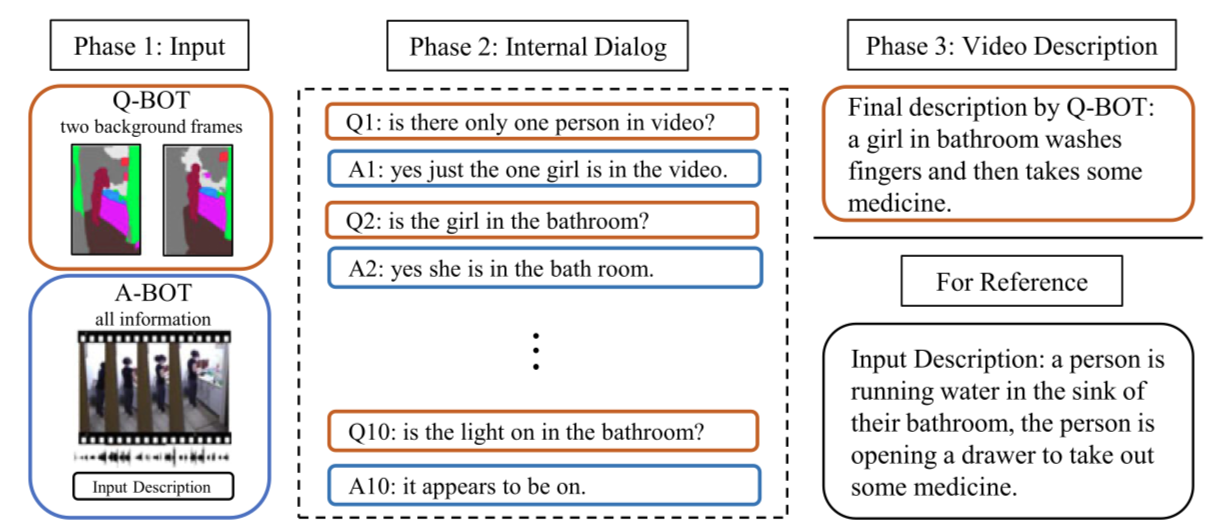 Phase 1: Input
Q-BOT
two background frames
A-BOT
all information
Input Description
Phase 2: Internal Dialog
Q1: is there only one person in video?
A1: yes just the one girl is in the video.
Q2: is the girl in the bathroom?
A2: yes she is in the bath room.
Q10: is the light on in the bathroom?
A10: it appears to be on.
Phase 3: Video Description
Final description by Q-BOT:
a girl in bathroom washes
fingers and then takes some
medicine.
For Reference
Input Description: a person is
running water in the sink of
their bathroom, the person is
opening a drawer to take out
some medicine.